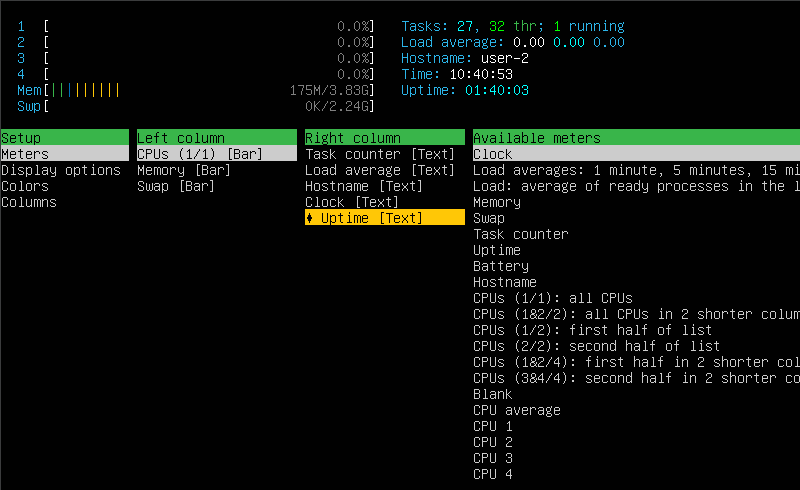 1 [ 0.0%] Tasks: 27, 32 thr; 1 running
2 [ 0.0%] Load average: 0.00 0.00 0.00
3 [ 0.0%] Hostname: user-2
4 [ 0.0%] Time: 10:40:53
Mem[||||||||| 175M/3.83G] Uptime: 01:40:03
Swp[ 0K/2.24G]
Setup Left column Right column Available meters
Meters CPUs (1/1) [Bar] Task counter [Text] Clock
Display options Memory [Bar] Load average [Text] Load averages: 1 minute, 5 minutes, 15 mi
Colors Swap [Bar] Hostname [Text] Load: average of ready processes in the l
Columns Clock [Text] Memory
♦ Uptime [Text] Swap
Task counter
Uptime
Battery
Hostname
CPUs (1/1): all CPUs
CPUs (1&2/2): all CPUs in 2 shorter colum
CPUs (1/2): first half of list
CPUs (2/2): second half of list
CPUs (1&2/4): first half in 2 shorter col
CPUs (3&4/4): second half in 2 shorter co
Blank
CPU average
CPU 1
CPU 2
CPU 3
CPU 4